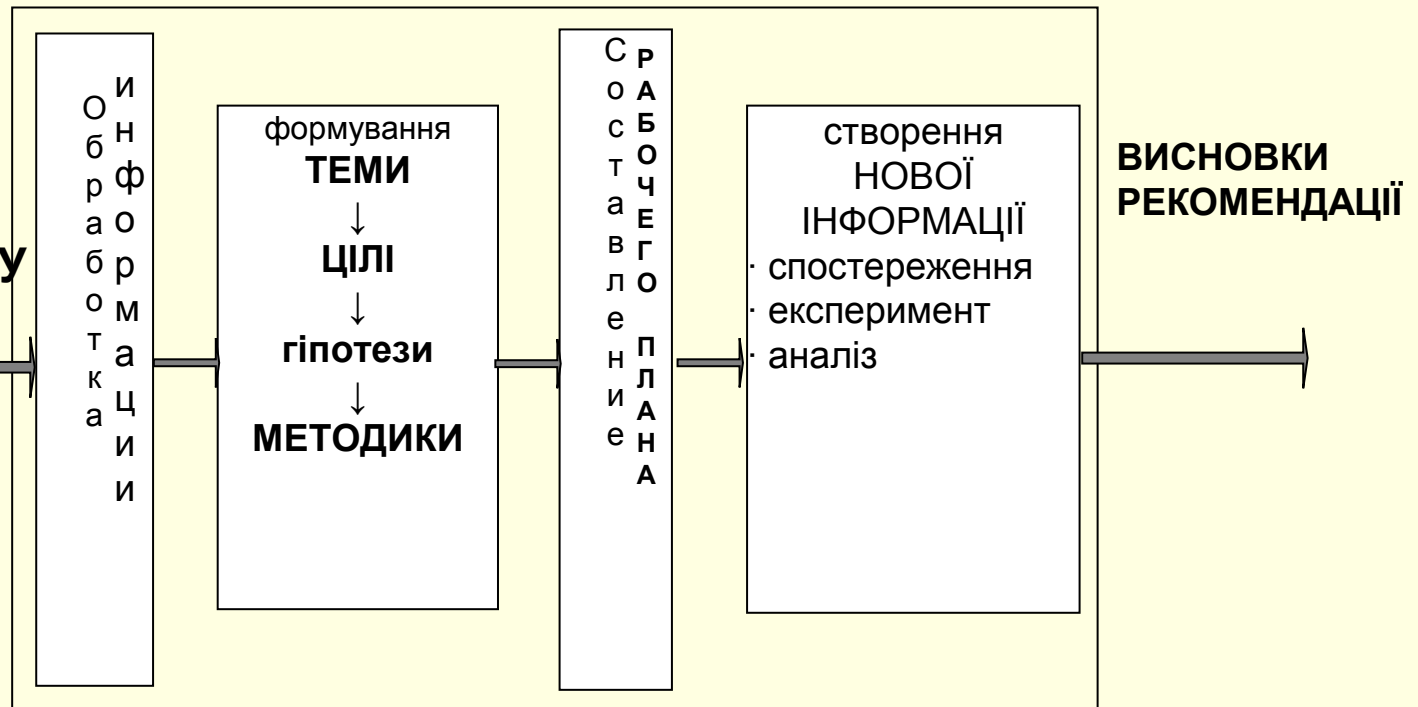 У
Обработка
информации
формування
ТЕМИ
↓
ЦІЛІ
↓
гіпотези
↓
МЕТОДИКИ
Составление
РАБОЧЕГО ПЛАНА
створення
НОВОЇ
ІНФОРМАЦІЇ
· спостереження
· експеримент
· аналіз
ВИСНОВКИ
РЕКОМЕНДАЦІЇ